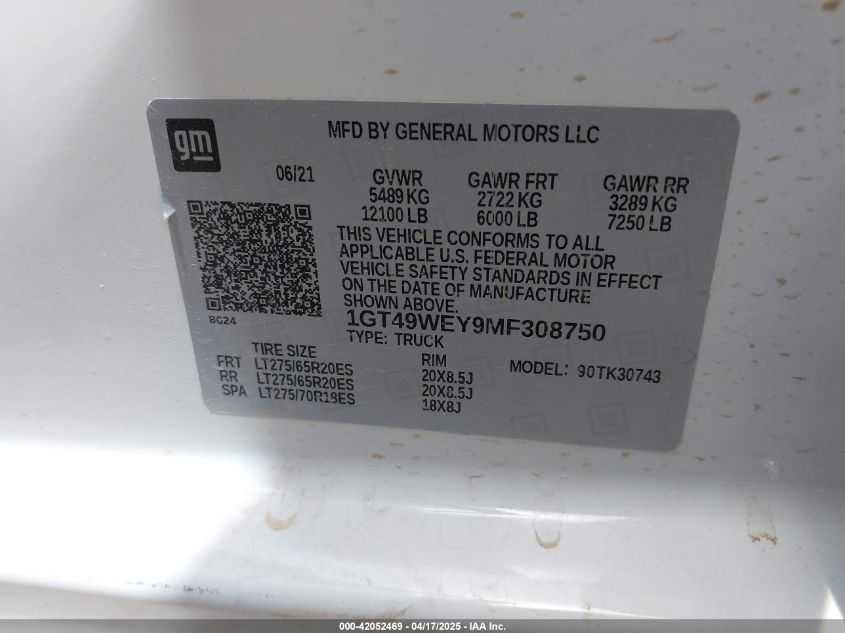 gm
MFD BY GENERAL MOTORS LLC
06/21 GVWR GAWR FRT GAWR RR
5489 KG 2722 KG 3289 KG
12100 LB 6000 LB 7250 LB
THIS VEHICLE CONFORMS TO ALL
APPLICABLE U.S. FEDERAL MOTOR
VEHICLE SAFETY STANDARDS IN EFFECT
ON THE DATE OF MANUFACTURE
SHOWN ABOVE.
8G24
1GT49WEY9MF308750
TYPE: TRUCK
TIRE SIZE RIM MODEL: 90TK30743
FRT LT275/65R20ES 20X8.5J
RR LT275/65R20ES 20X8.5J
SPA LT275/70R18ES 18X8J
000-42052469 - 04/17/2025 - IAA Inc.